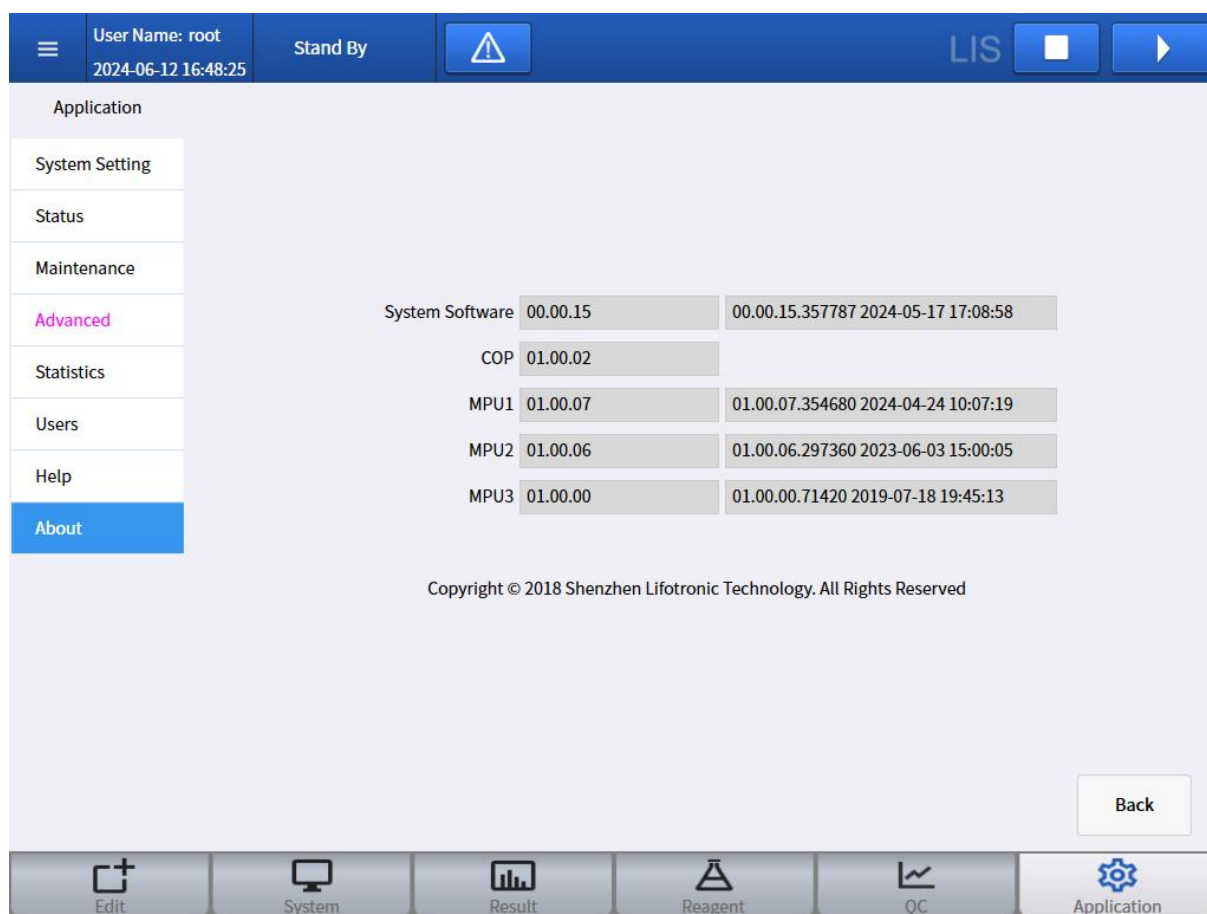 User Name: root
2024-06-12 16:48:25
Stand By
LIS
Application
System Setting
Status
Maintenance
Advanced
Statistics
Users
Help
About
System Software 00.00.15 00.00.15.357787 2024-05-17 17:08:58
COP 01.00.02
MPU1 01.00.07 01.00.07.354680 2024-04-24 10:07:19
MPU2 01.00.06 01.00.06.297360 2023-06-03 15:00:05
MPU3 01.00.00 01.00.00.71420 2019-07-18 19:45:13
Copyright © 2018 Shenzhen Lifotronic Technology. All Rights Reserved
Back
Edit System Result Reagent QC Application